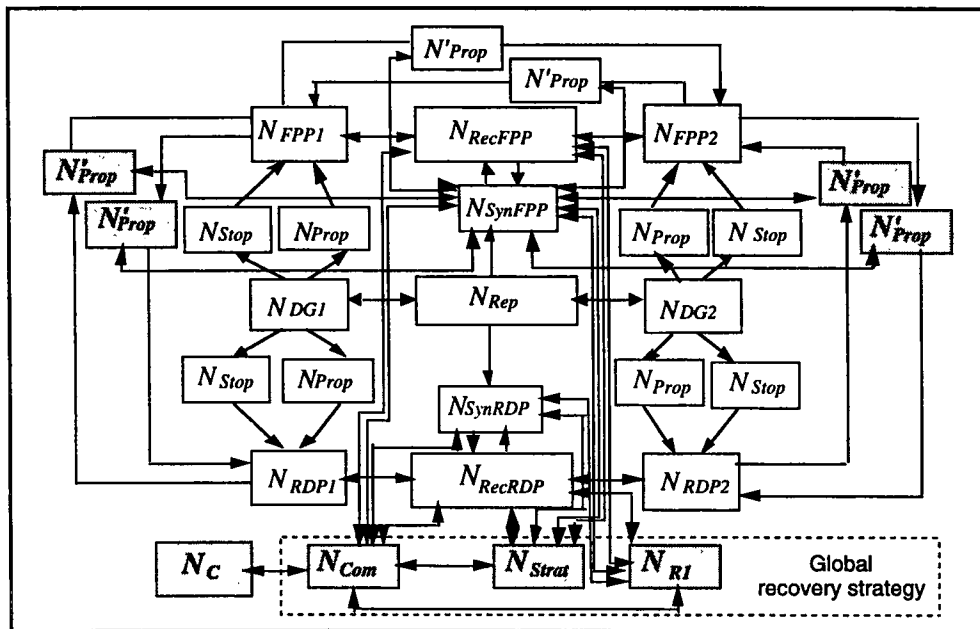 N'Prop
N'Prop
NFPP1
NRecFPP
NFPP2
N'Prop
N'Prop
N'Prop
N'Prop
NStop
NProp
NSynFPP
NProp
NStop
NDG1
NRep
NDG2
NStop
NProp
NProp
NStop
NSynRDP
NRDP1
NRecRDP
NRDP2
NC
NCom
NStrat
NR1
Global
recovery strategy